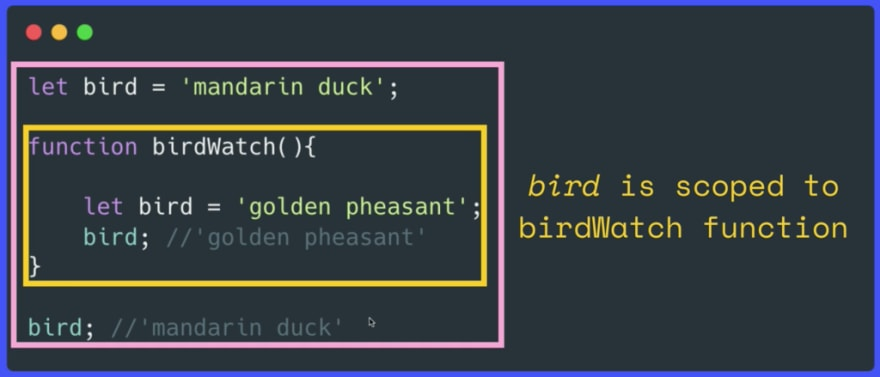 let bird = 'mandarin duck';
function birdWatch(){
let bird = 'golden pheasant';
bird; //'golden pheasant'
}
bird; //'mandarin duck'
bird is scoped to
birdWatch function